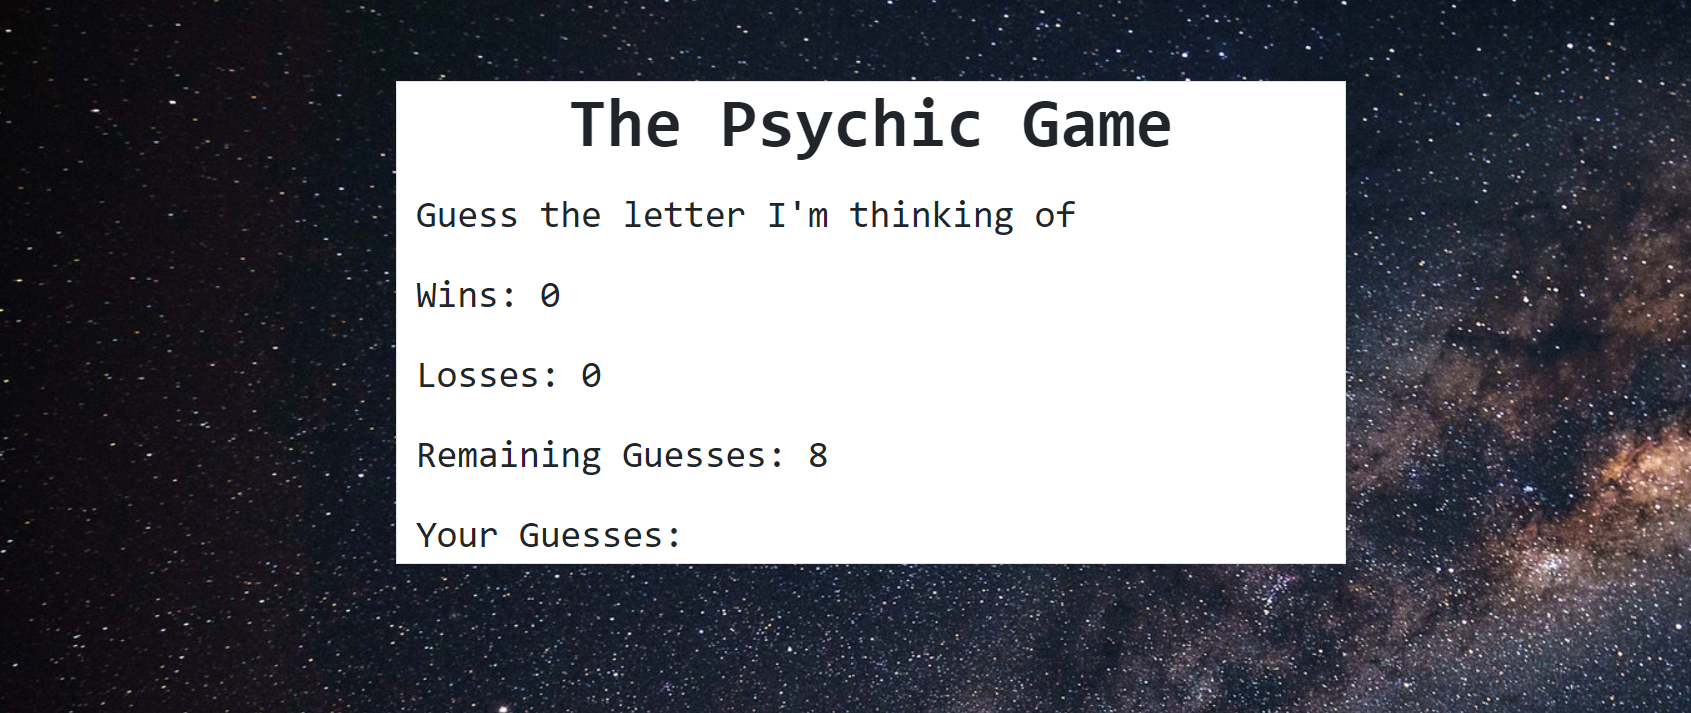 The Psychic Game
Guess the letter I'm thinking of
Wins: 0
Losses: 0
Remaining Guesses: 8
Your Guesses: